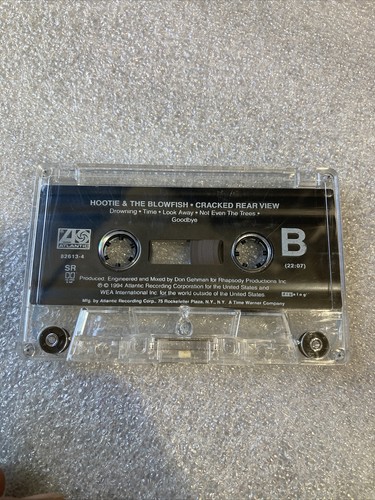 HOOTIE & THE BLOWFISH • CRACKED REAR VIEW
Drowning • Time • Look Away • Not Even The Trees •
Goodbye
ATLANTIC
82613-4
B
(22:07)
SR
Produced, Engineered and Mixed by Don Gehman for Rhapsody Productions Inc
© 1994 Atlantic Recording Corporation for the United States and
WEA International Inc. for the world outside of the United States
Mfg. by Atlantic Recording Corp., 75 Rockefeller Plaza, N.Y., N.Y. A Time Warner Company